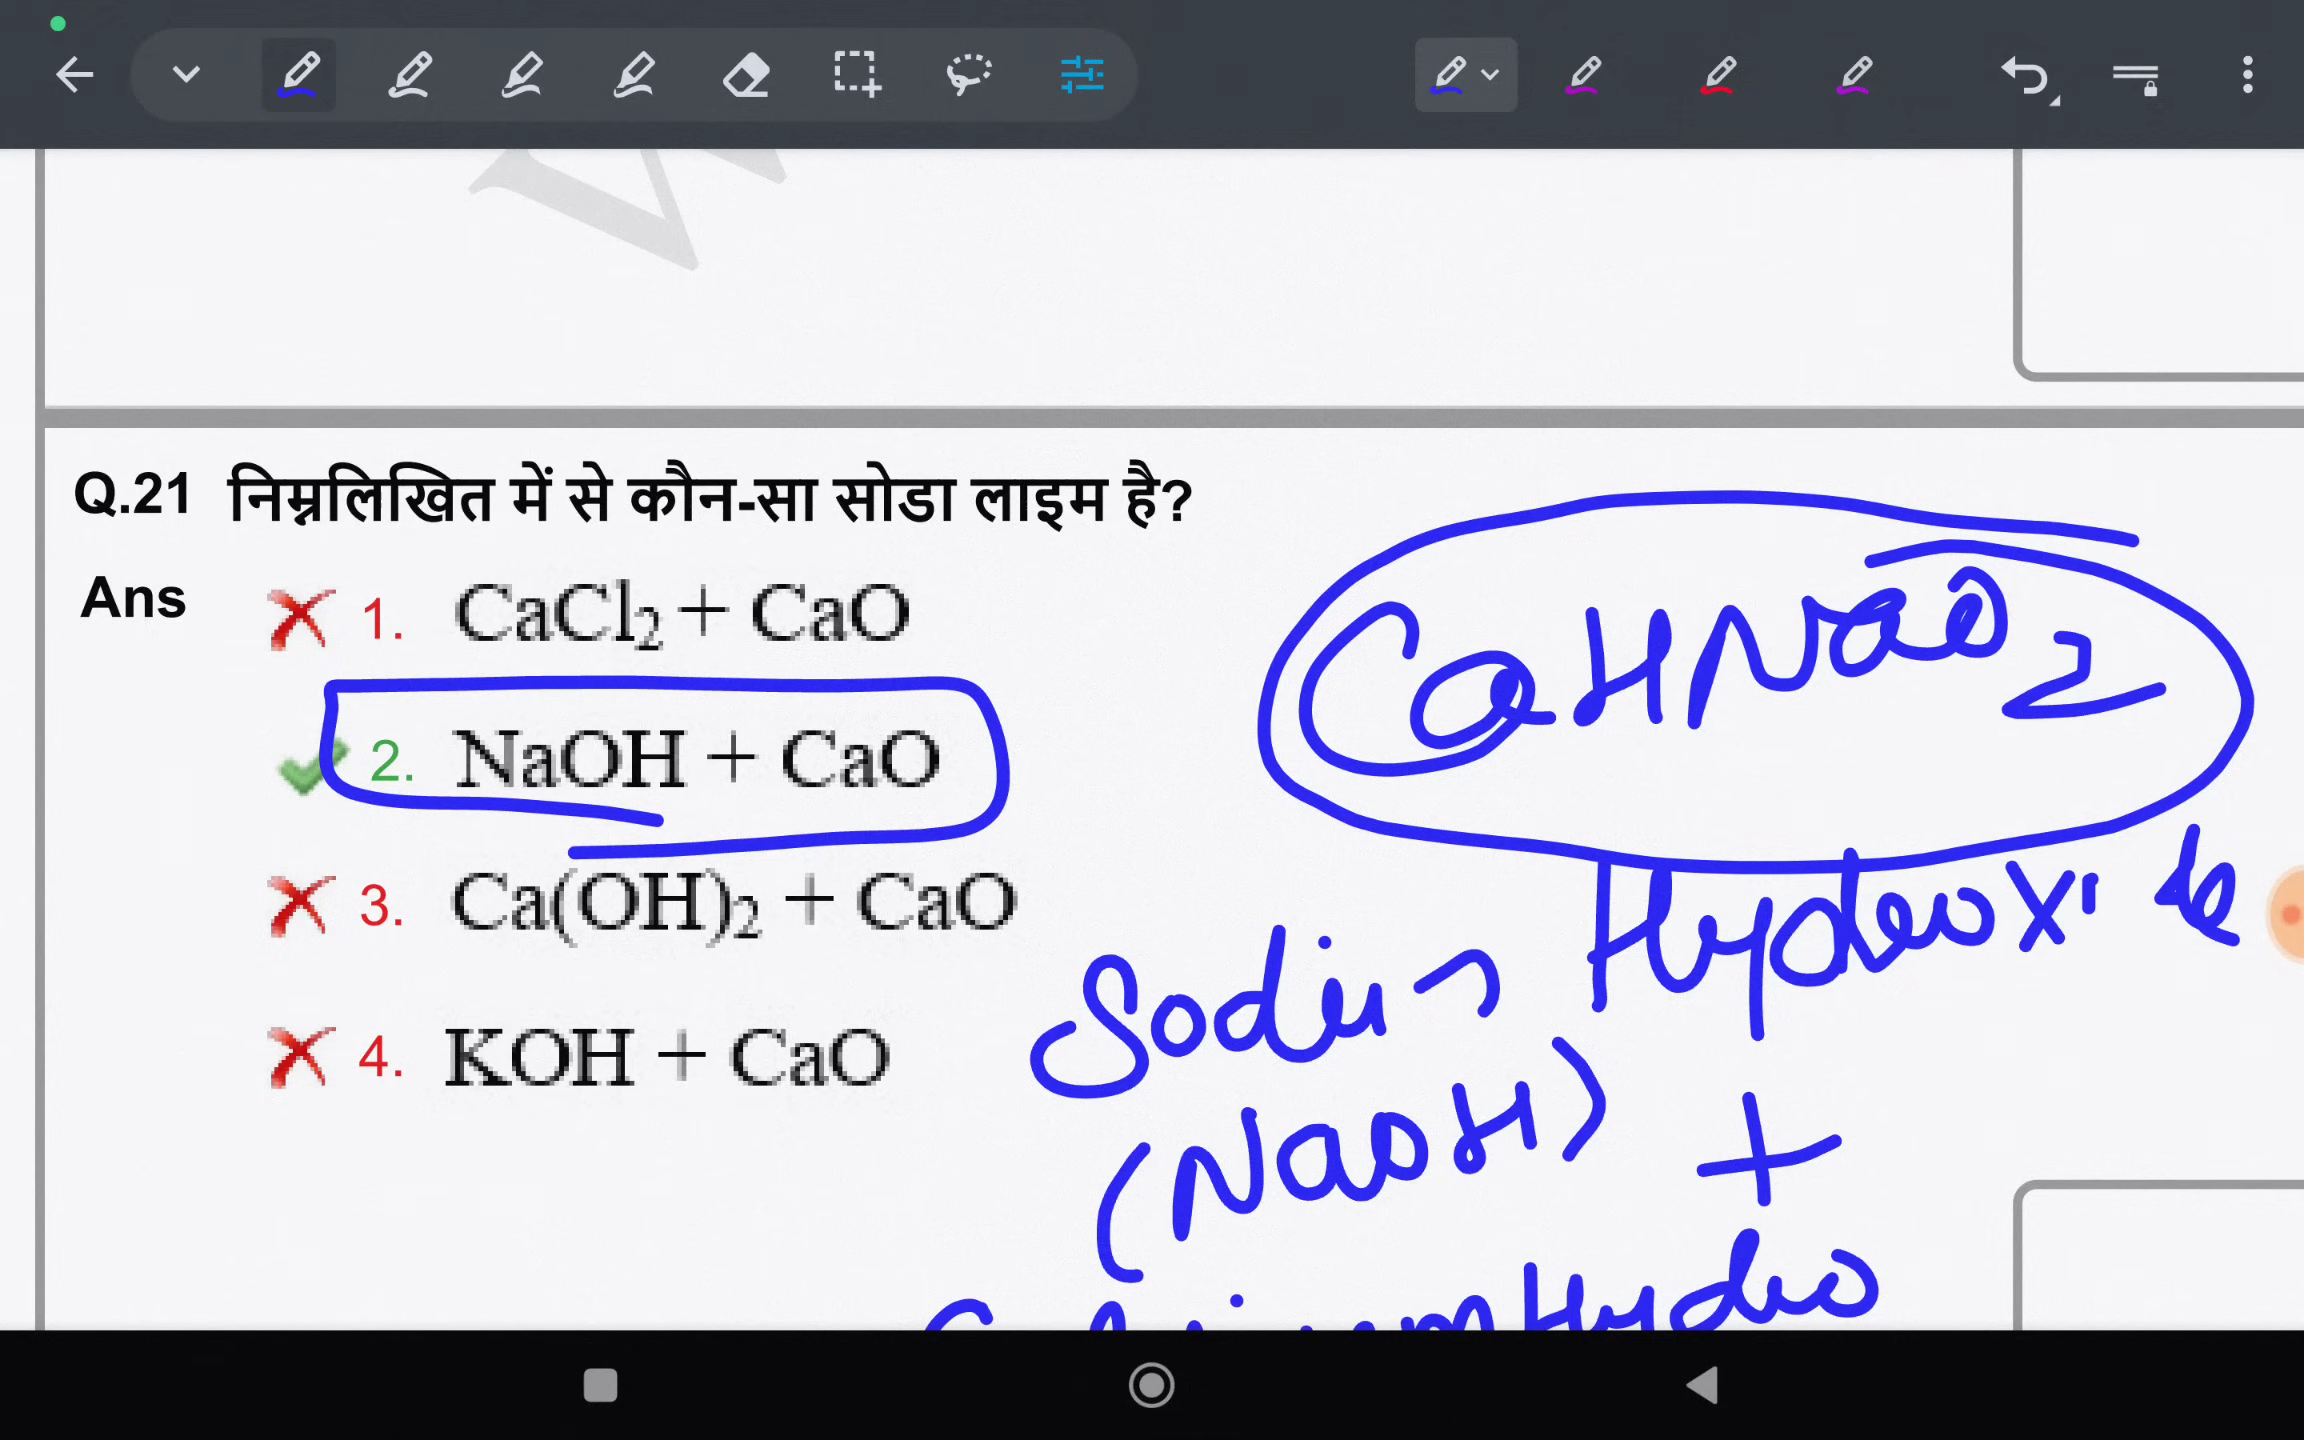 Q.21 निम्नलिखित में से कौन-सा सोडा लाइम है?
Ans 1. CaCl₂ + CaO
2. NaOH + CaO
3. Ca(OH)₂ + CaO
4. KOH + CaO
CaHNaO₂
Sodium Hydroxide
(NaOH) +
Hydro